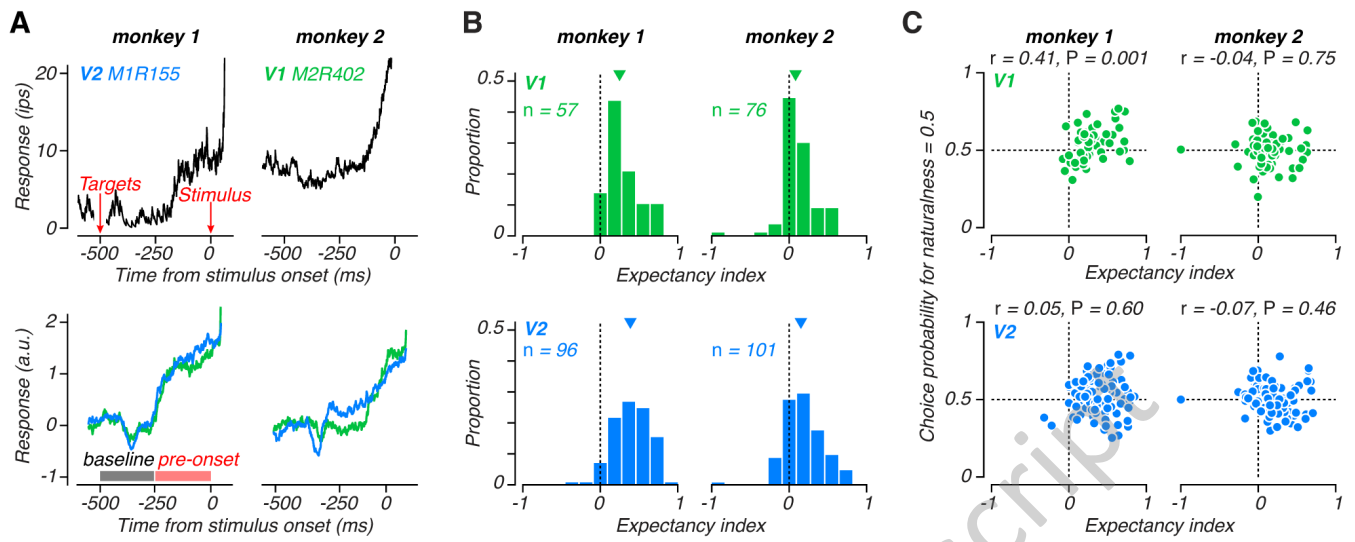 A
monkey 1
monkey 2
V2 M1R155
V1 M2R402
Response (ips)
20
10
0
Targets
Stimulus
-500 -250 0
-500 -250 0
Time from stimulus onset (ms)
Response (a.u.)
2
1
0
-1
baseline
pre-onset
-500 -250 0
-500 -250 0
Time from stimulus onset (ms)
B
monkey 1
monkey 2
Proportion
0.5
0
V1
n = 57
n = 76
-1 0 1
-1 0 1
Expectancy index
Proportion
0.5
0
V2
n = 96
n = 101
-1 0 1
-1 0 1
Expectancy index
C
monkey 1
monkey 2
r = 0.41, P = 0.001
r = -0.04, P = 0.75
Choice probability for naturalness = 0.5
V1
1
0.5
0
-1 0 1
-1 0 1
Expectancy index
r = 0.05, P = 0.60
r = -0.07, P = 0.46
V2
1
0.5
0
-1 0 1
-1 0 1
Expectancy index
cript